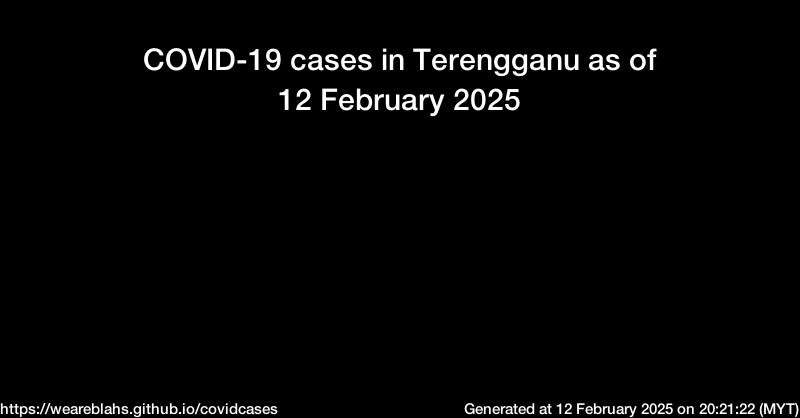 COVID-19 cases in Terengganu as of
12 February 2025
https://weareblahs.github.io/covidcases
Generated at 12 February 2025 on 20:21:22 (MYT)